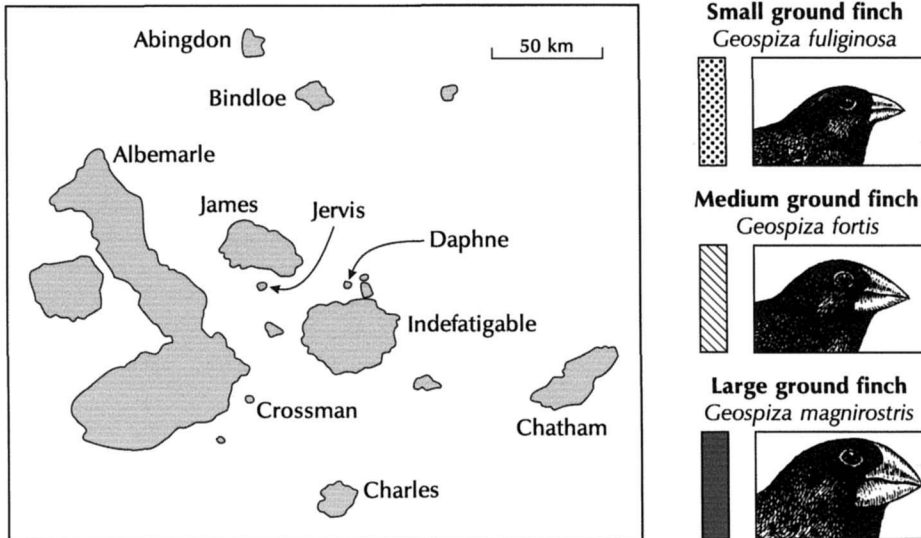 Abingdon
50 km
Bindloe
Albemarle
James
Jervis
Daphne
Indefatigable
Crossman
Chatham
Charles
Small ground finch
Geospiza fuliginosa
Medium ground finch
Geospiza fortis
Large ground finch
Geospiza magnirostris